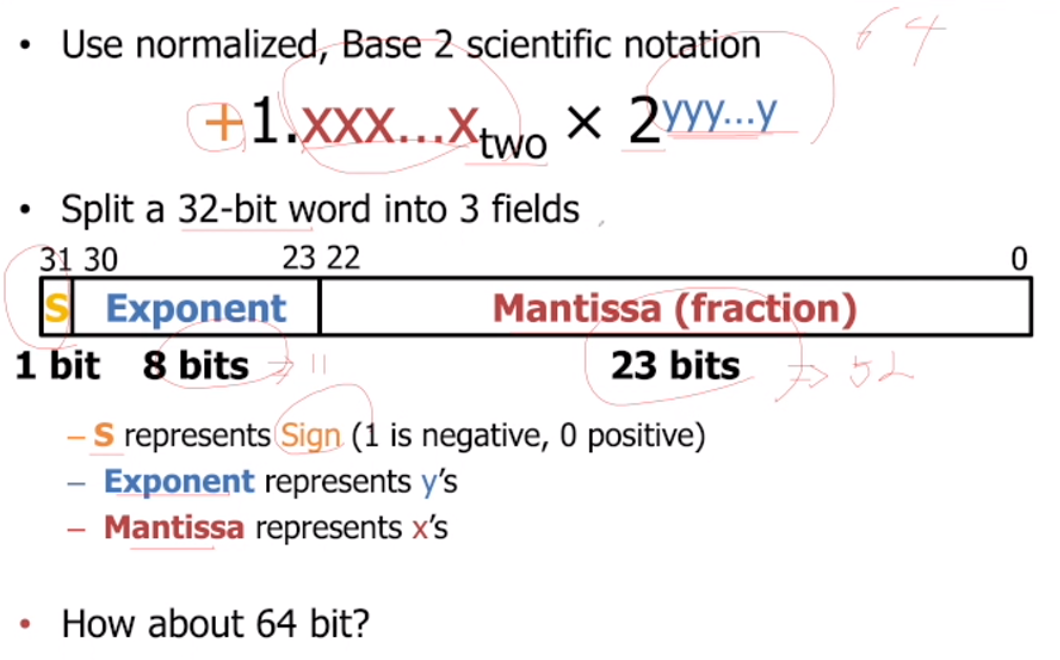 • Use normalized, Base 2 scientific notation 64
+1.xxx...x two × 2 yyy...y
• Split a 32-bit word into 3 fields
31 30 23 22 0
S Exponent Mantissa (fraction)
1 bit 8 bits ⇒ 11 23 bits ⇒ 52
– S represents Sign (1 is negative, 0 positive)
– Exponent represents y's
– Mantissa represents x's
• How about 64 bit?